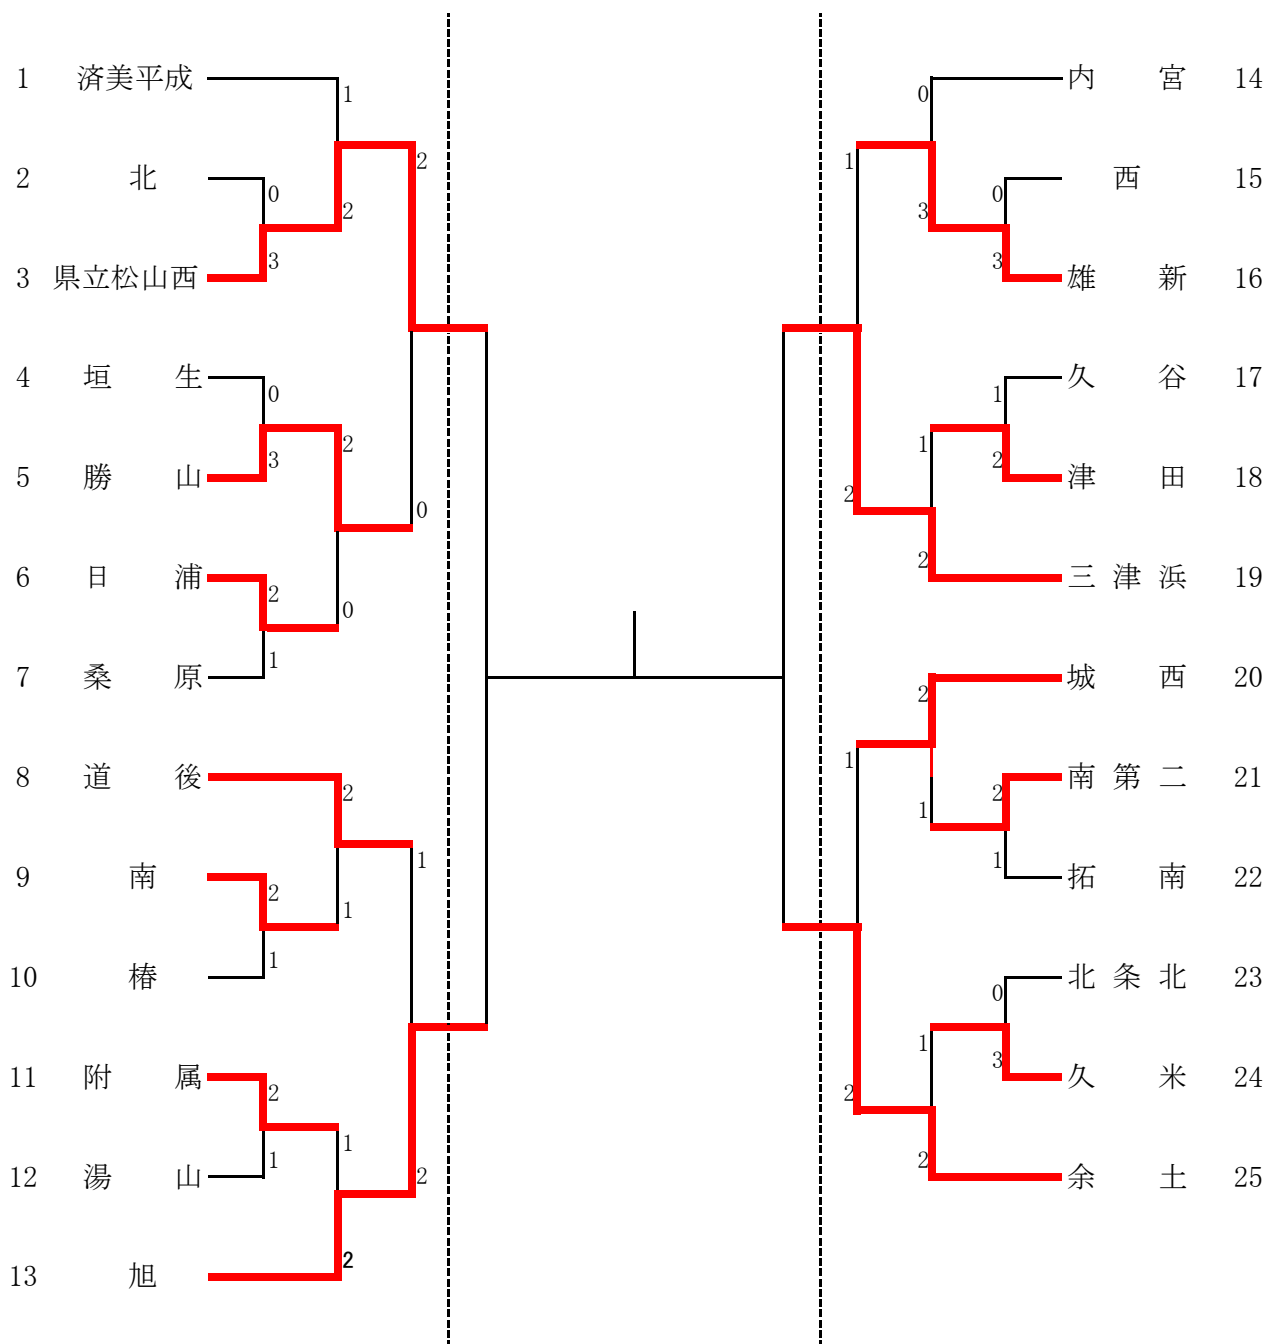 1 済美平成
1
2 北
0
2
2
3 県立松山西
3
4 垣生
0
2
5 勝山
3
0
6 日浦
2
0
7 桑原
1
8 道後
2
1
9 南
2
1
10 椿
1
11 附属
2
1
12 湯山
1
2
13 旭
2
内宮 14
0
1
西 15
0
3
雄新 16
3
久谷 17
1
1
津田 18
2
2
三津浜 19
2
城西 20
2
1
南第二 21
2
1
拓南 22
1
北条北 23
0
1
久米 24
3
2
余土 25
2